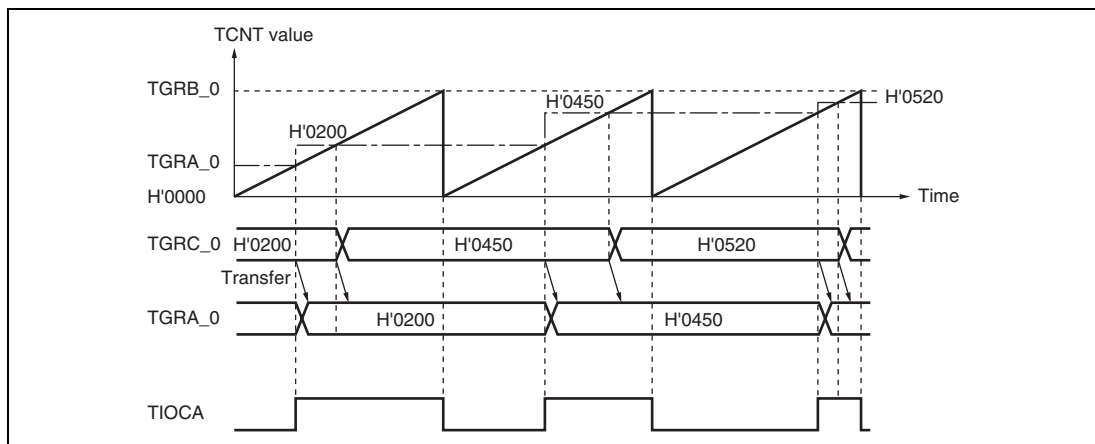 TCNT value
TGRB_0
H'0450
H'0520
H'0200
TGRA_0
H'0000
Time
TGRC_0
H'0200
H'0450
H'0520
Transfer
TGRA_0
H'0200
H'0450
TIOCA